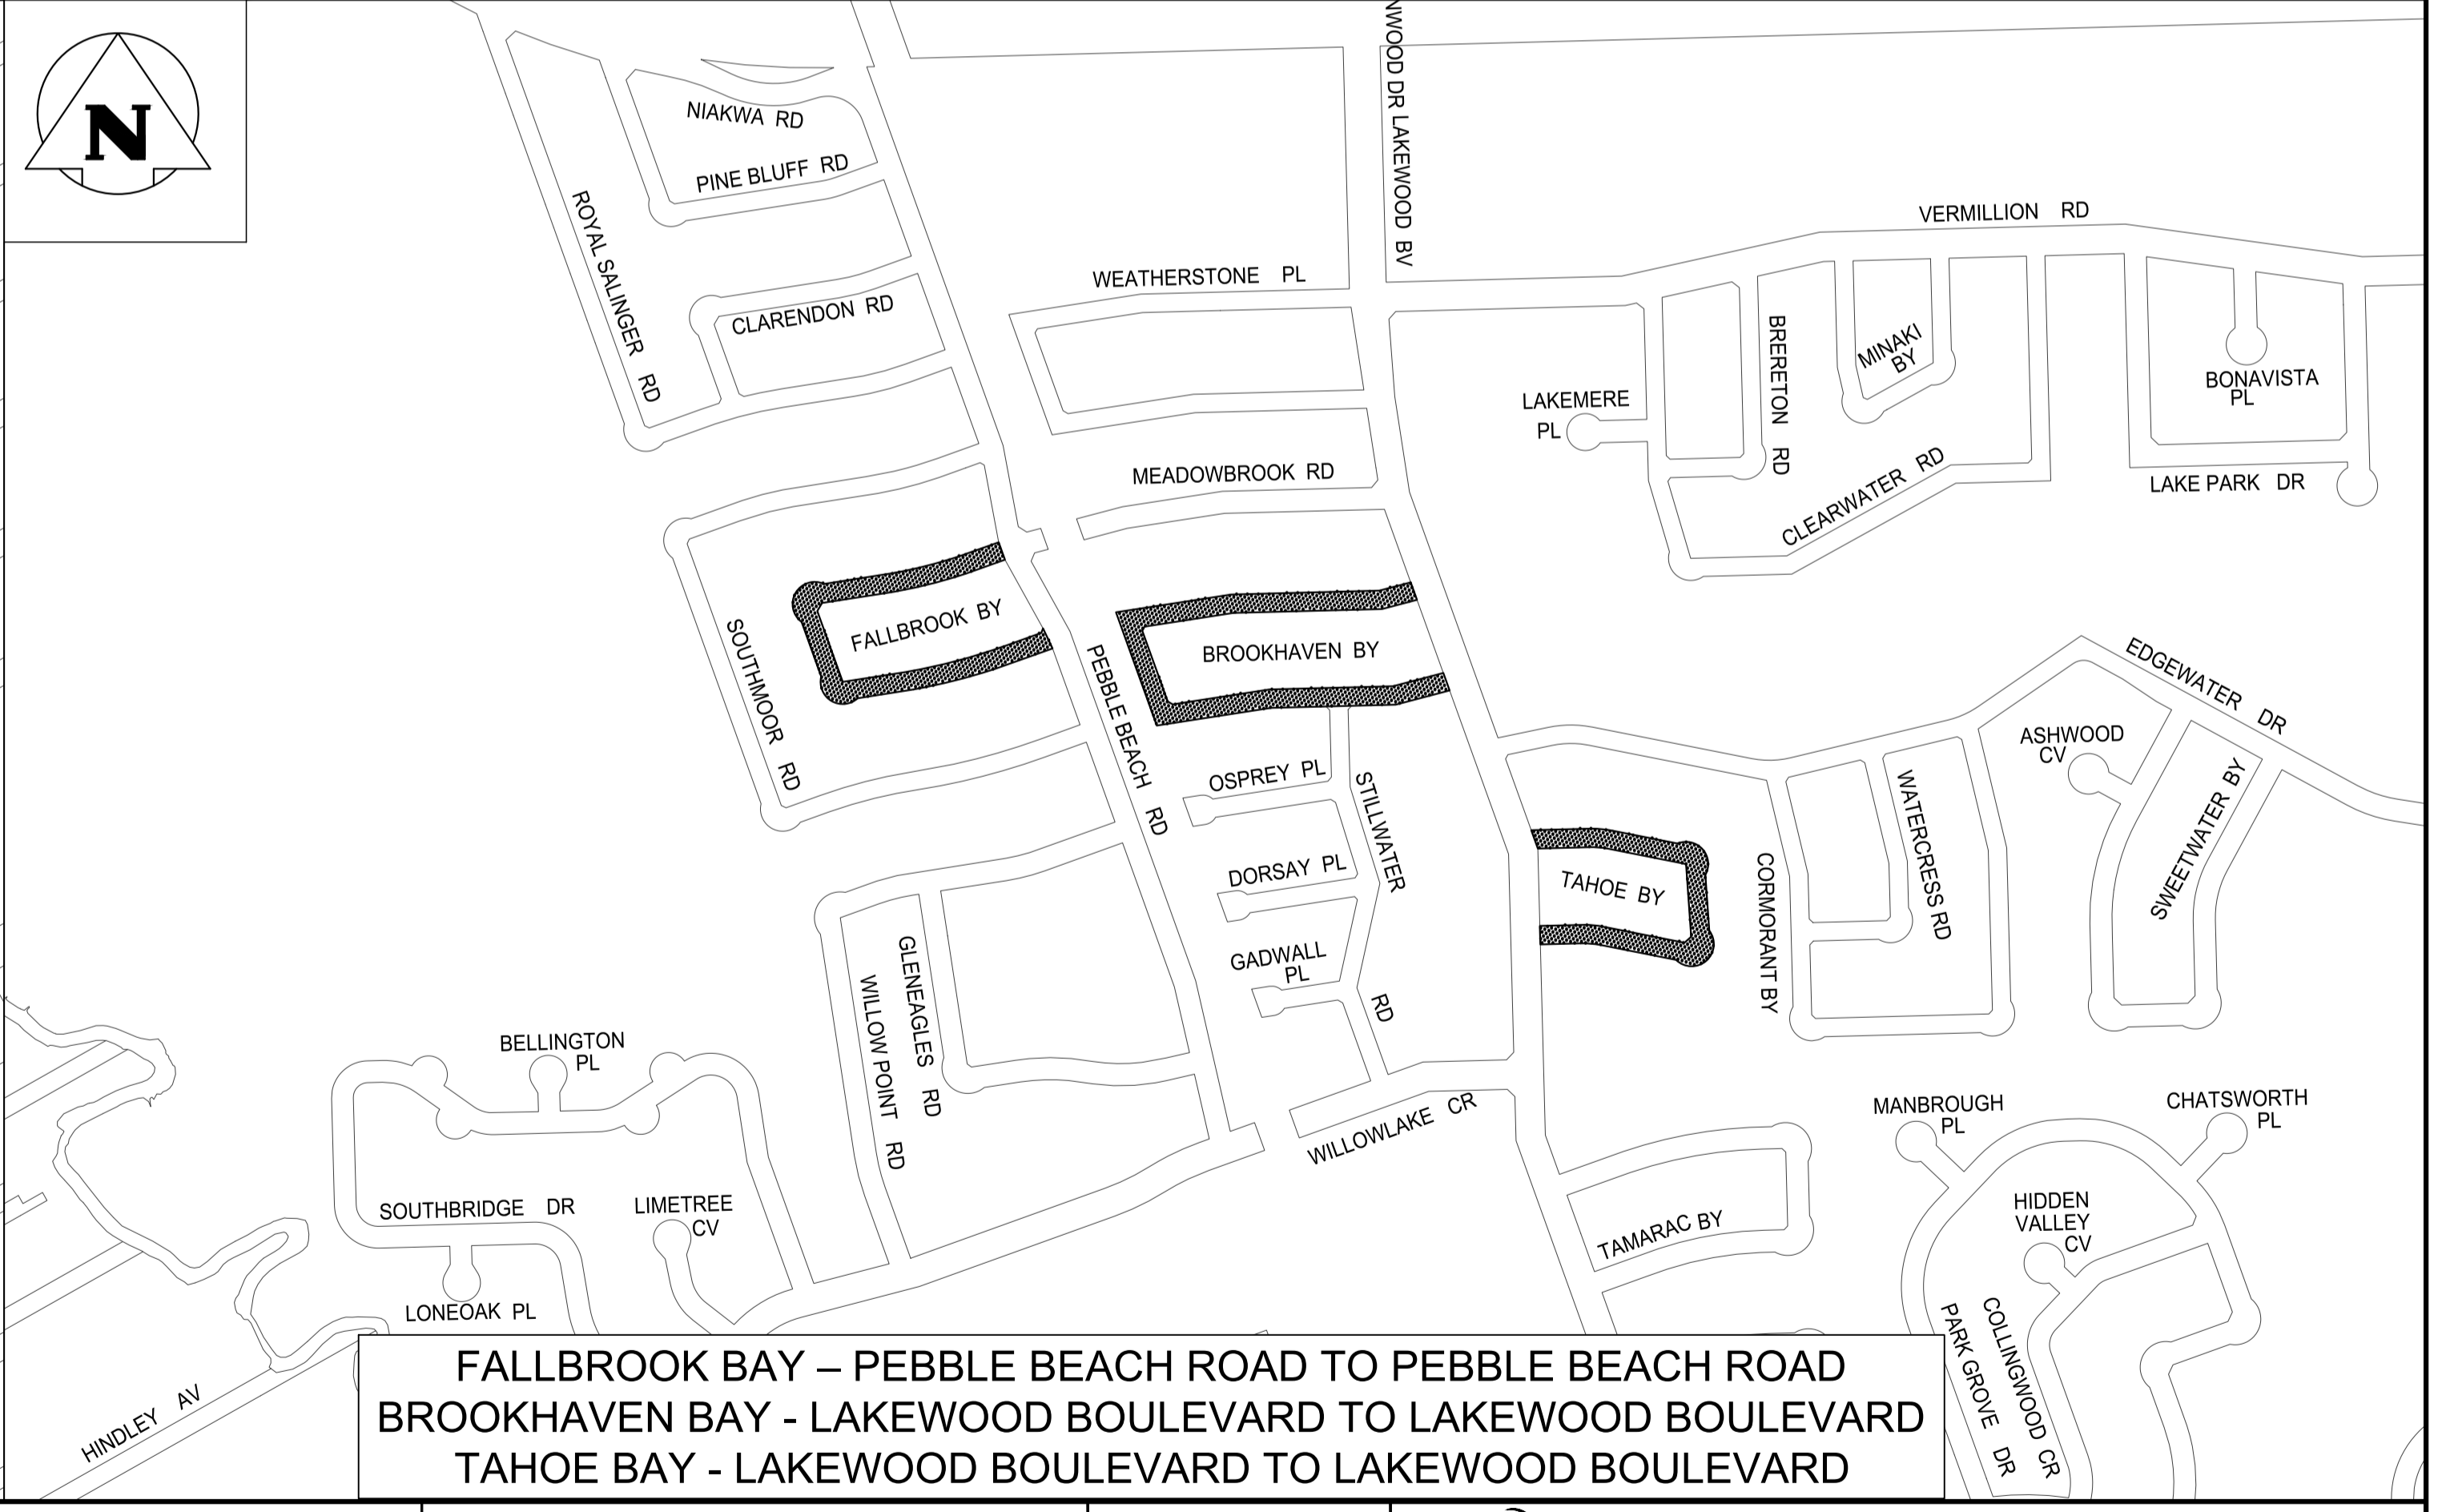 N
NIAKWA RD
PINE BLUFF RD
ROYAL SALINGER RD
CLARENDON RD
WEATHERSTONE PL
DR LAKEWOOD BV
VERMILLION RD
BRERETON RD
MINAKI
BY
BONAVISTA
PL
LAKEMERE
PL
MEADOWBROOK RD
CLEARWATER RD
LAKE PARK DR
FALLBROOK BY
SOUTHMOOR RD
BROOKHAVEN BY
PEBBLE BEACH RD
EDGEWATER DR
ASHWOOD
CV
SWEETWATER BY
OSPREY PL
STILLWATER RD
WATERCRESS RD
DORSAY PL
TAHOE BY
CORMORANT BY
GADWALL
PL
GLENEAGLES RD
WILLOW POINT RD
BELLINGTON
PL
WILLOWLAKE CR
MANBROUGH
PL
CHATSWORTH
PL
SOUTHBRIDGE DR
LIMETREE
CV
TAMARAC BY
HIDDEN
VALLEY
CV
LONEOAK PL
COLLINGWOOD CR
PARK GROVE DR
HINDLEY AV
FALLBROOK BAY – PEBBLE BEACH ROAD TO PEBBLE BEACH ROAD
BROOKHAVEN BAY - LAKEWOOD BOULEVARD TO LAKEWOOD BOULEVARD
TAHOE BAY - LAKEWOOD BOULEVARD TO LAKEWOOD BOULEVARD